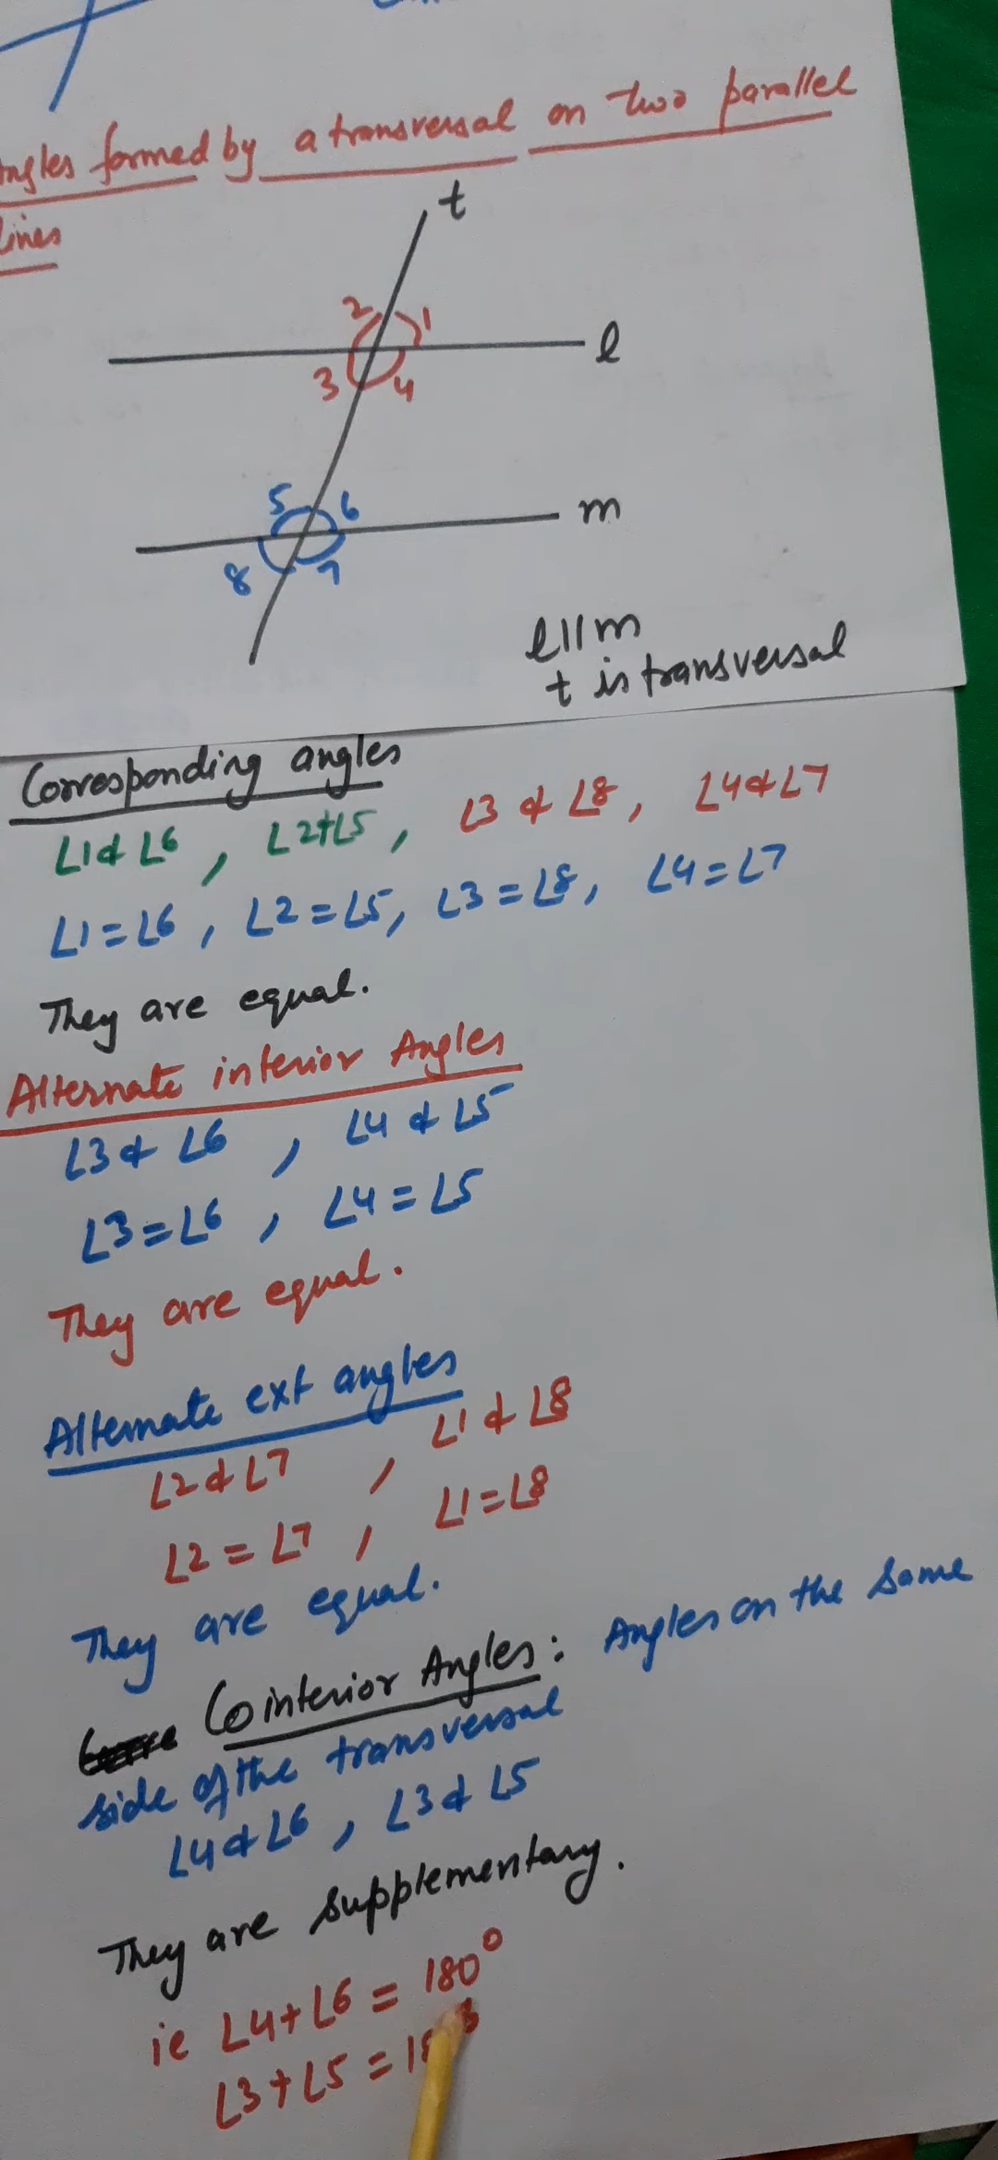 Angles formed by a transversal on two parallel
lines
t
2 1
l
3 4
5 6
m
8 7
l||m
t is transversal
Corresponding angles
∠1 & ∠6 , ∠2 & ∠5 , ∠3 & ∠8 , ∠4 & ∠7
∠1 = ∠6 , ∠2 = ∠5 , ∠3 = ∠8 , ∠4 = ∠7
They are equal.
Alternate interior Angles
∠3 & ∠6 , ∠4 & ∠5
∠3 = ∠6 , ∠4 = ∠5
They are equal.
Alternate ext angles
∠2 & ∠7 , ∠1 & ∠8
∠2 = ∠7 , ∠1 = ∠8
They are equal.
Cointerior Angles : Angles on the same
side of the transversal
∠4 & ∠6 , ∠3 & ∠5
They are supplementary.
ie ∠4 + ∠6 = 180°
∠3 + ∠5 =